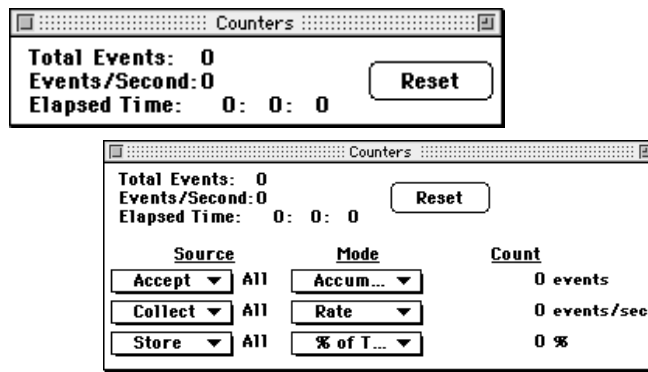 Counters
Total Events: 0
Events/Second: 0
Reset
Elapsed Time: 0: 0: 0
Counters
Total Events: 0
Events/Second: 0
Reset
Elapsed Time: 0: 0: 0
Source Mode Count
Accept All Accum... 0 events
Collect All Rate 0 events/sec
Store All % of T... 0 %